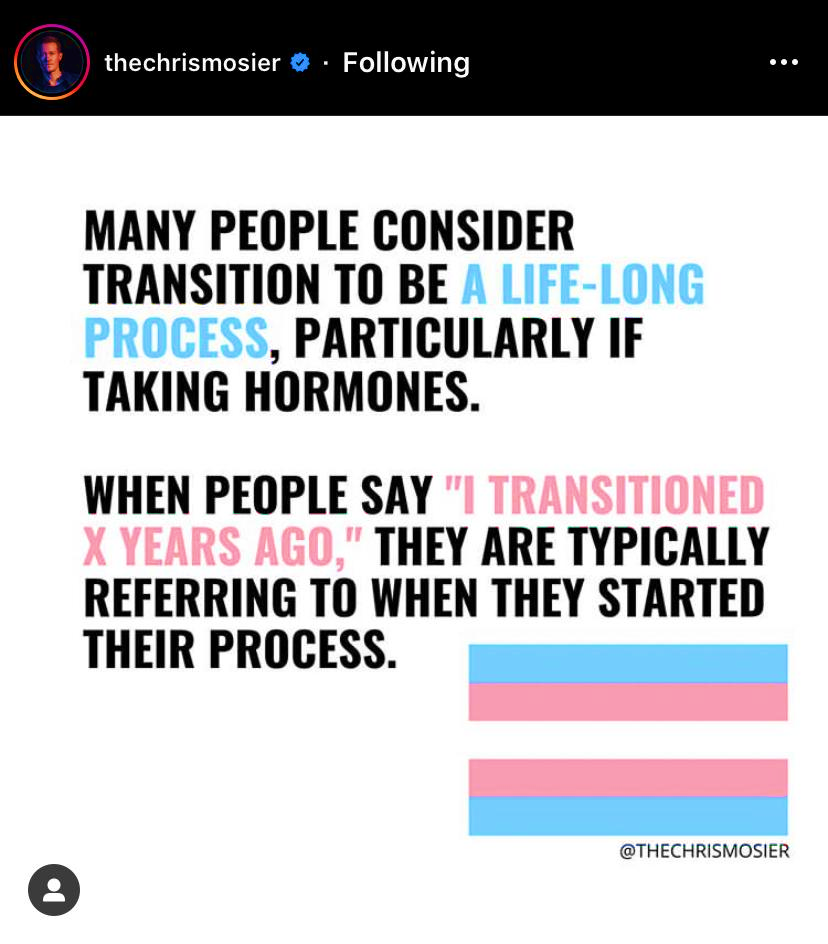 thechrismosier · Following
MANY PEOPLE CONSIDER
TRANSITION TO BE A LIFE-LONG
PROCESS, PARTICULARLY IF
TAKING HORMONES.
WHEN PEOPLE SAY "I TRANSITIONED
X YEARS AGO," THEY ARE TYPICALLY
REFERRING TO WHEN THEY STARTED
THEIR PROCESS.
@THECHRISMOSIER